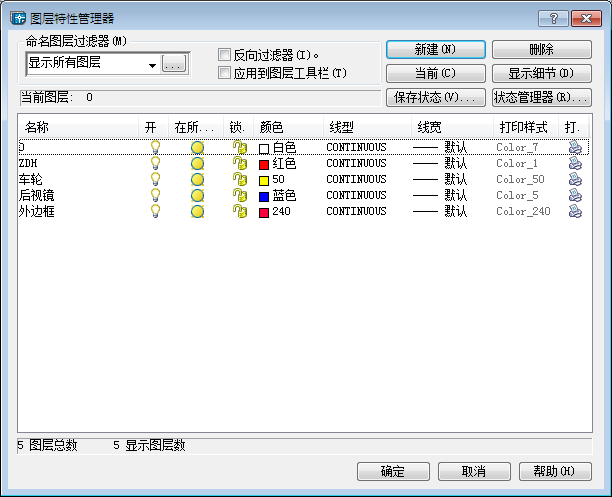 图层特性管理器
命名图层过滤器(M)
显示所有图层
...
反向过滤器(I)。
应用到图层工具栏(T)
新建(N)
删除
当前(C)
显示细节(D)
保存状态(V)...
状态管理器(R)...
当前图层: 0
名称 开 在所... 锁. 颜色 线型 线宽 打印样式 打.
0 白色 CONTINUOUS 默认 Color_7
ZDH 红色 CONTINUOUS 默认 Color_1
车轮 50 CONTINUOUS 默认 Color_50
后视镜 蓝色 CONTINUOUS 默认 Color_5
外边框 240 CONTINUOUS 默认 Color_240
5 图层总数 5 显示图层数
确定 取消 帮助(H)